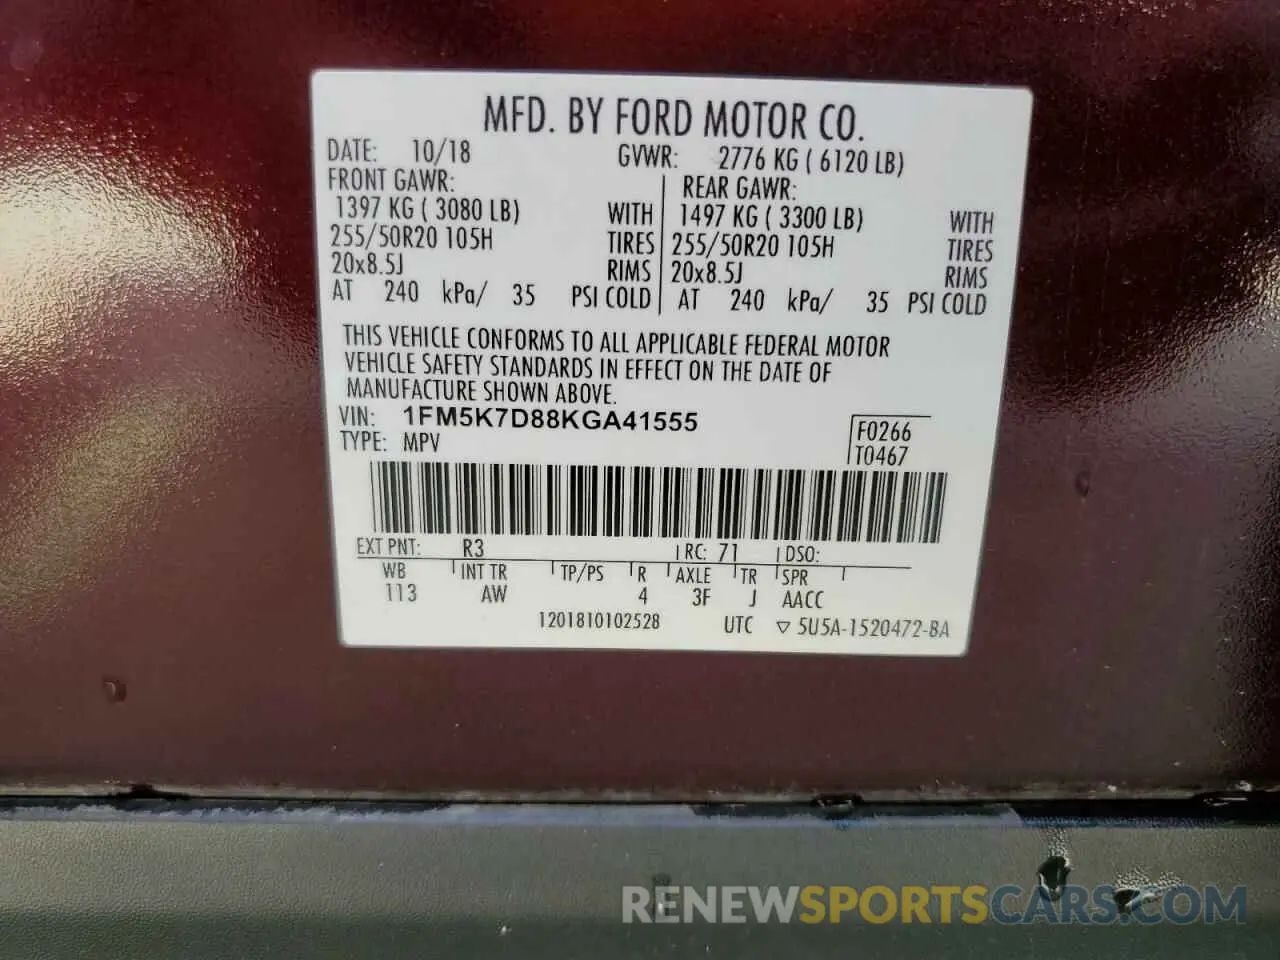 MFD. BY FORD MOTOR CO.
DATE: 10/18 GVWR: 2776 KG ( 6120 LB)
FRONT GAWR: REAR GAWR:
1397 KG ( 3080 LB) WITH 1497 KG ( 3300 LB) WITH
255/50R20 105H TIRES 255/50R20 105H TIRES
20x8.5J RIMS 20x8.5J RIMS
AT 240 kPa/ 35 PSI COLD AT 240 kPa/ 35 PSI COLD
THIS VEHICLE CONFORMS TO ALL APPLICABLE FEDERAL MOTOR
VEHICLE SAFETY STANDARDS IN EFFECT ON THE DATE OF
MANUFACTURE SHOWN ABOVE.
VIN: 1FM5K7D88KGA41555 F0266
TYPE: MPV T0467
EXT PNT: R3 RC: 71 DSO:
WB INT TR TP/PS R AXLE TR SPR
113 AW 4 3F J AACC
1201810102528 UTC ▽ 5U5A-1520472-BA
RENEWSPORTSCARS.COM